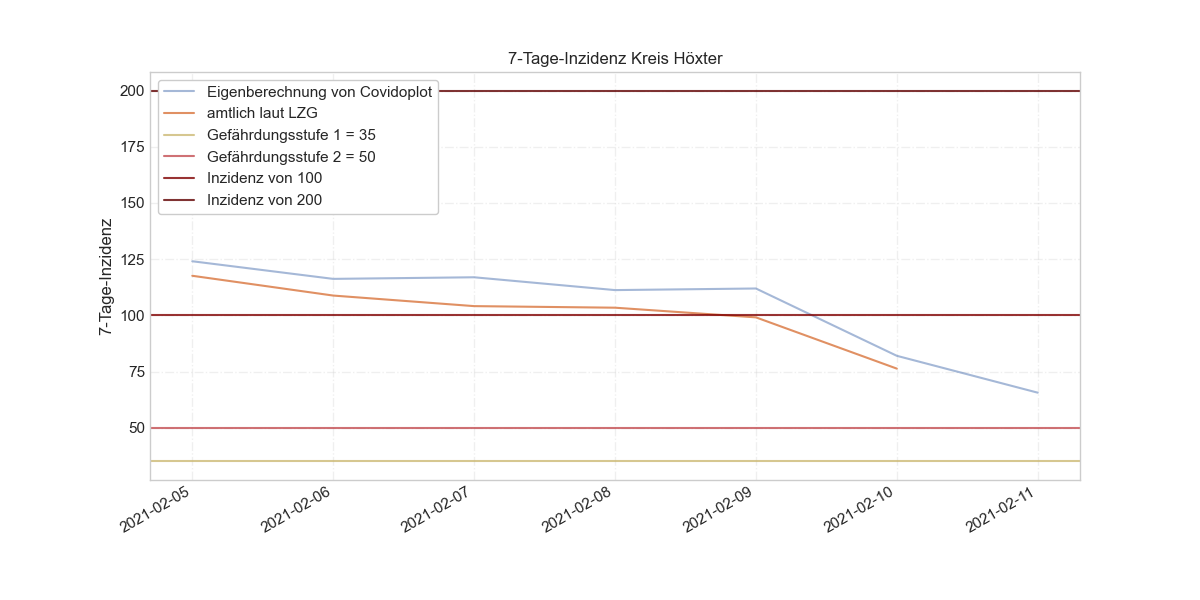 7-Tage-Inzidenz Kreis Höxter
Eigenberechnung von Covidoplot
amtlich laut LZG
Gefährdungsstufe 1 = 35
Gefährdungsstufe 2 = 50
Inzidenz von 100
Inzidenz von 200
7-Tage-Inzidenz
200
175
150
125
100
75
50
2021-02-05
2021-02-06
2021-02-07
2021-02-08
2021-02-09
2021-02-10
2021-02-11